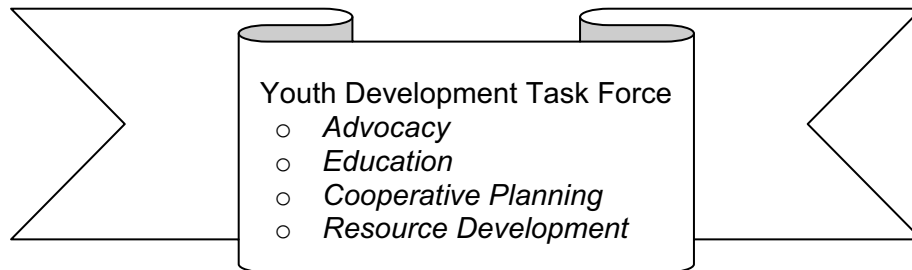 Youth Development Task Force
o Advocacy
o Education
o Cooperative Planning
o Resource Development